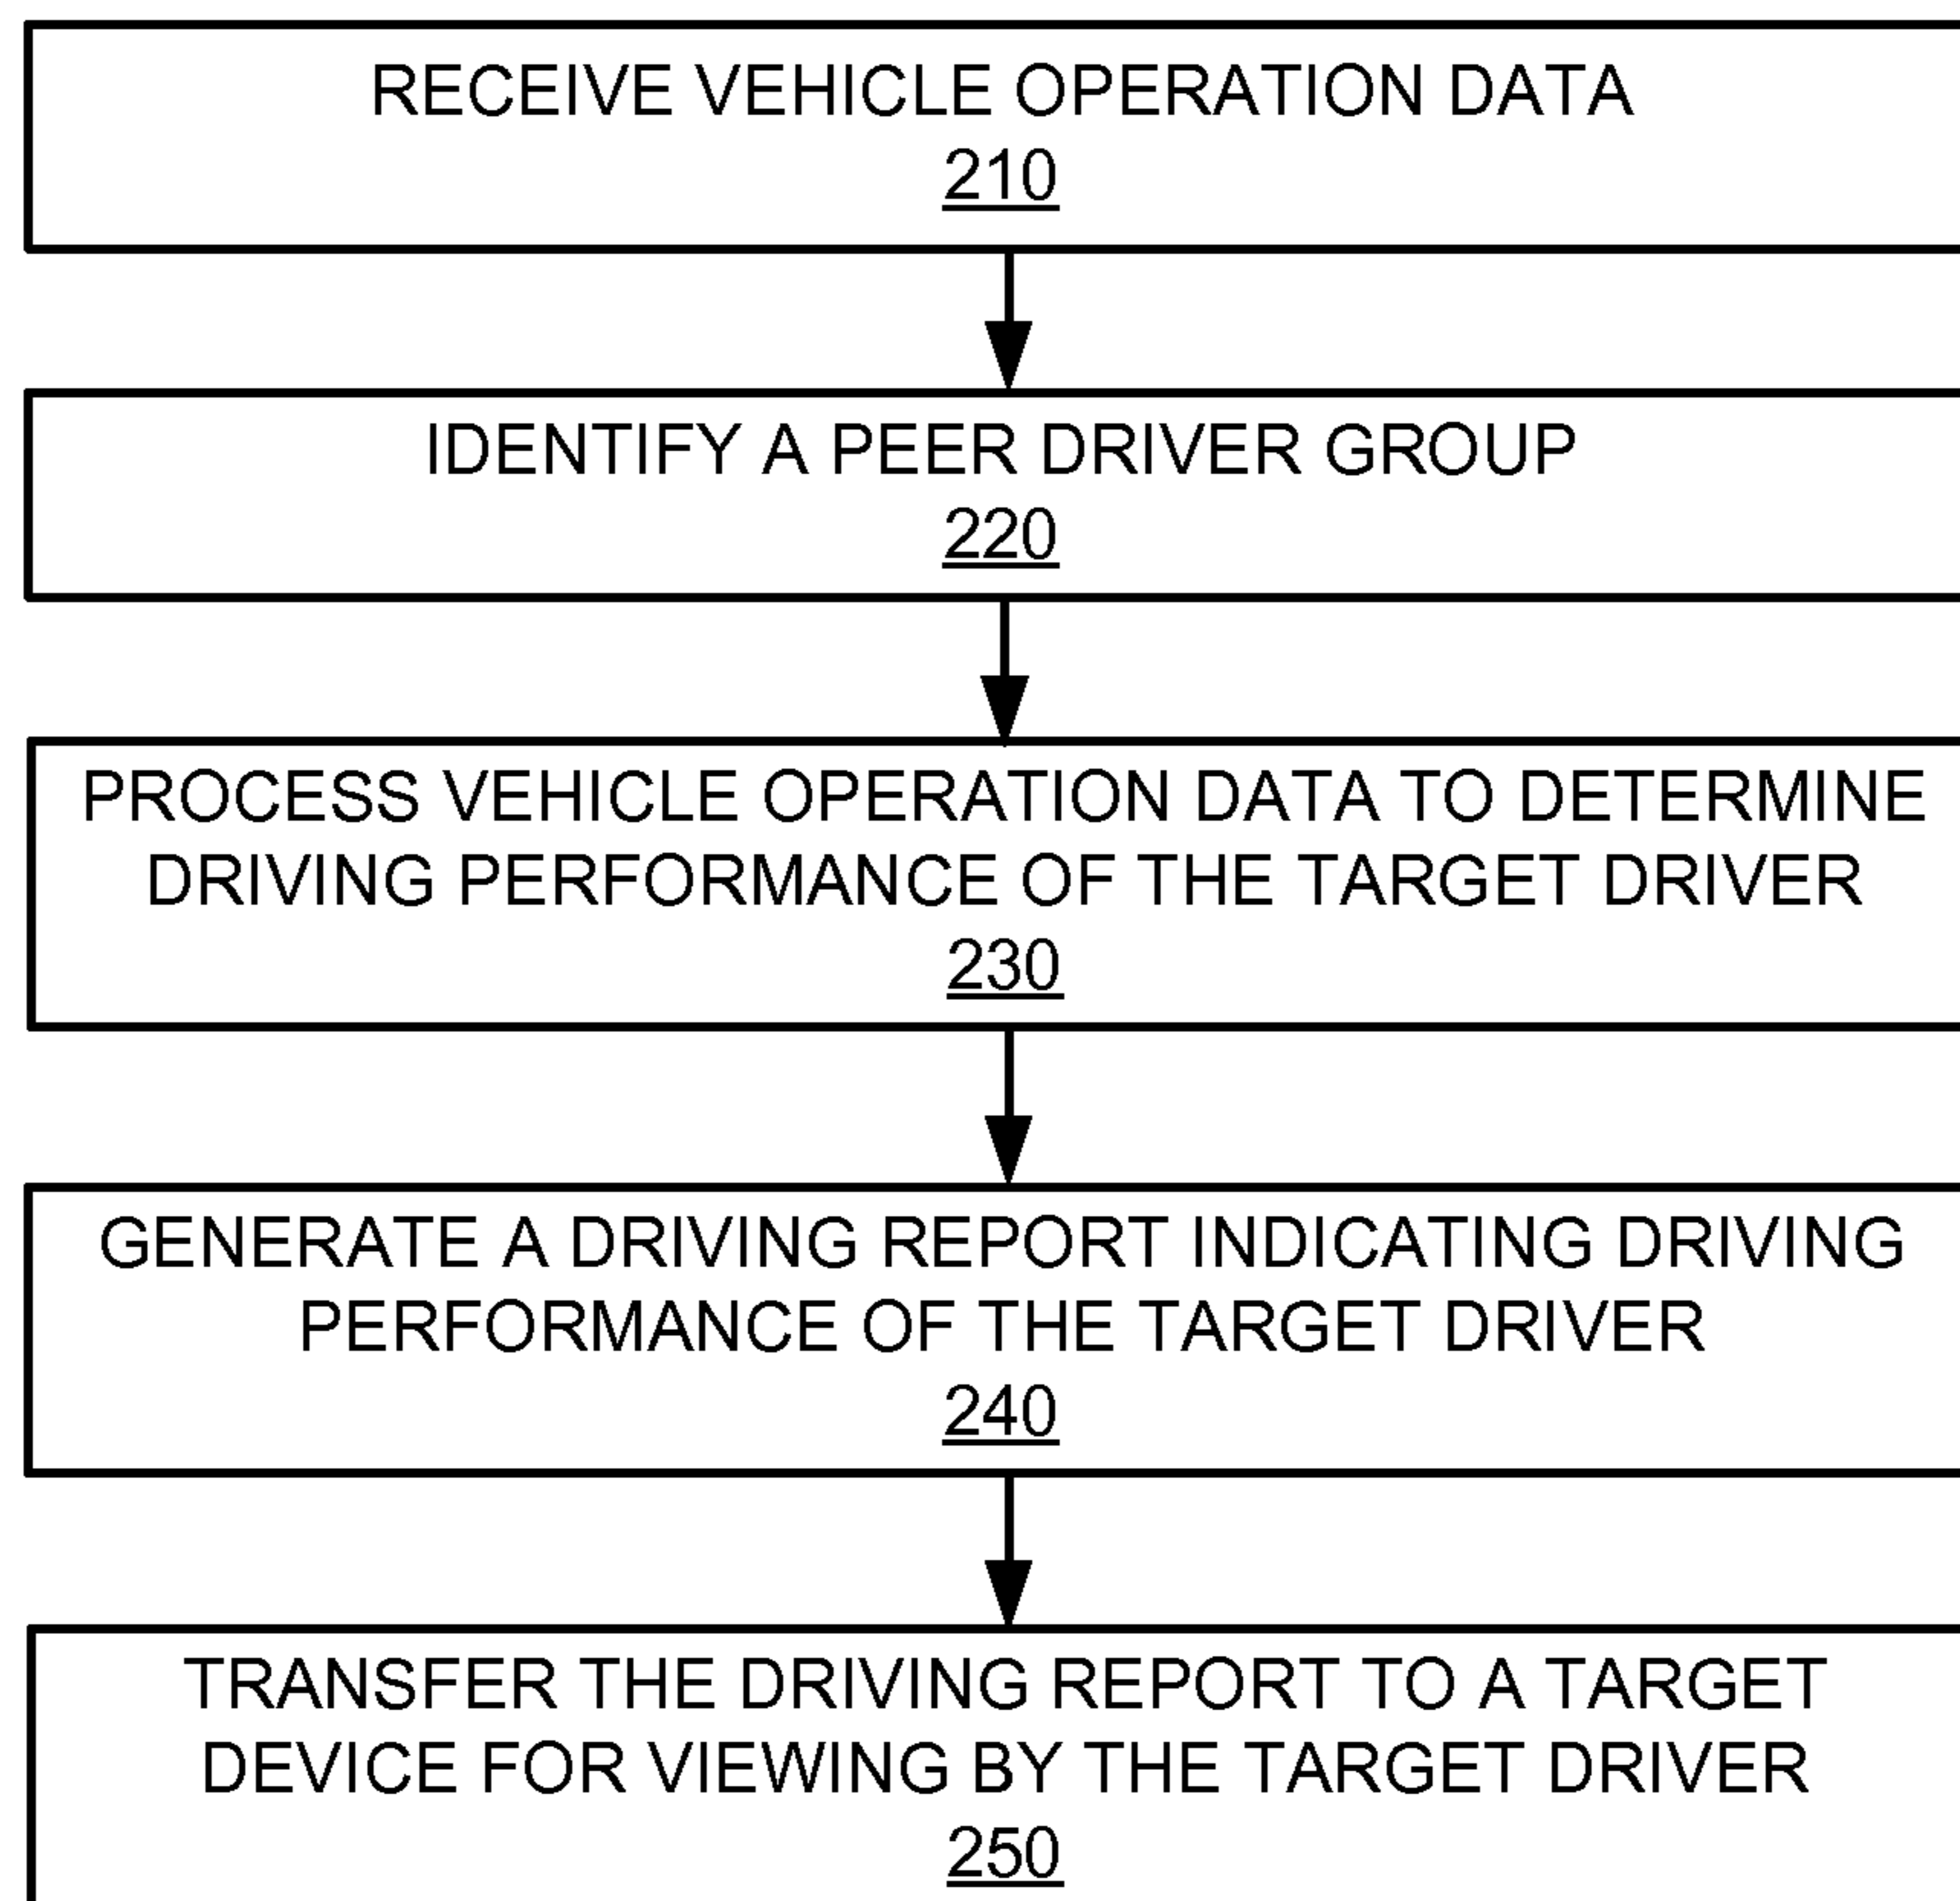 RECEIVE VEHICLE OPERATION DATA
210
IDENTIFY A PEER DRIVER GROUP
220
PROCESS VEHICLE OPERATION DATA TO DETERMINE
DRIVING PERFORMANCE OF THE TARGET DRIVER
230
GENERATE A DRIVING REPORT INDICATING DRIVING
PERFORMANCE OF THE TARGET DRIVER
240
TRANSFER THE DRIVING REPORT TO A TARGET
DEVICE FOR VIEWING BY THE TARGET DRIVER
250